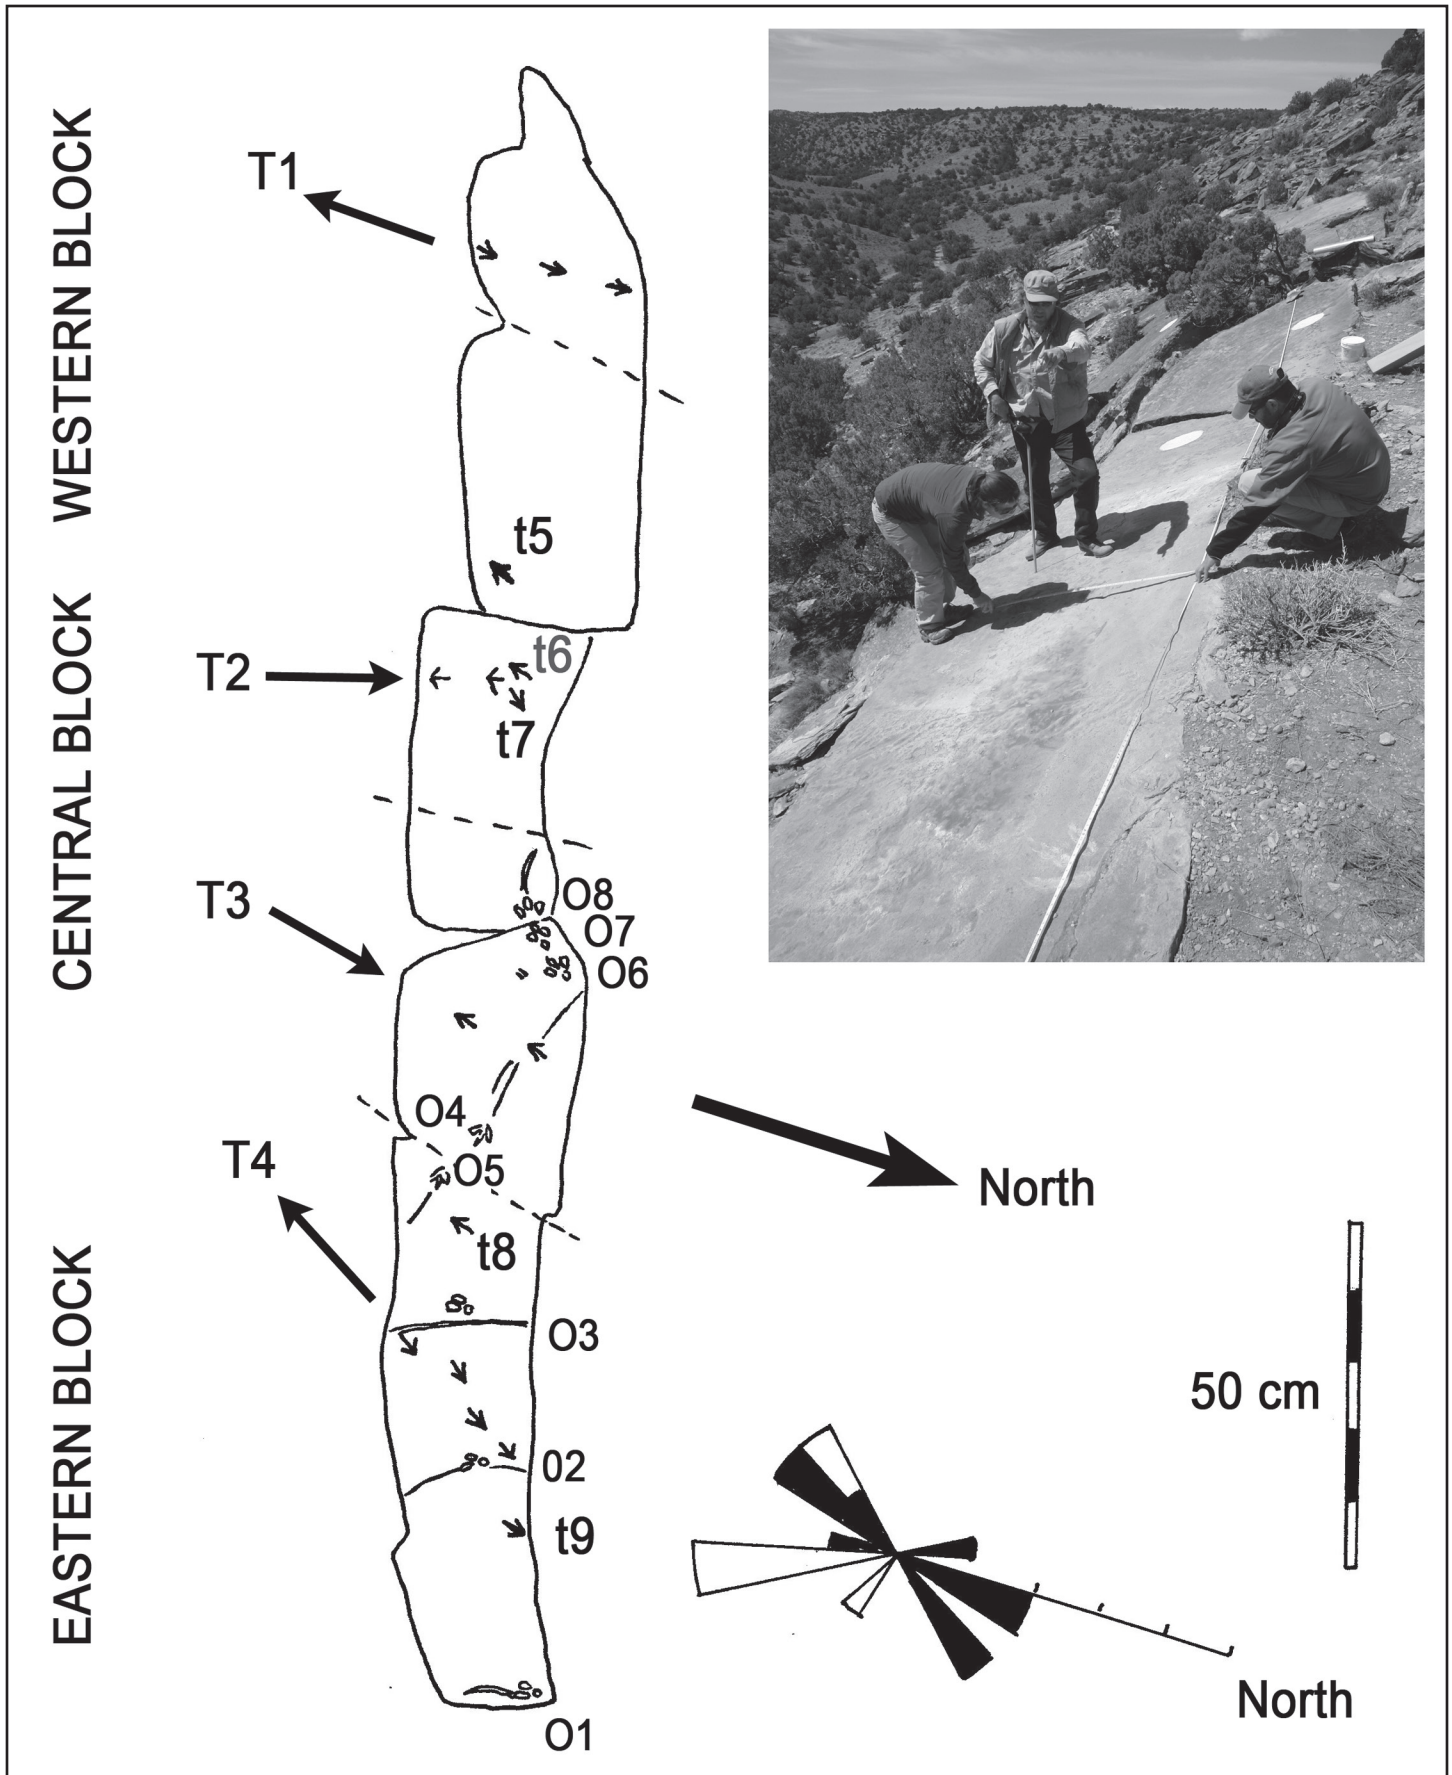 WESTERN BLOCK
T1
t5
CENTRAL BLOCK
t6
T2
t7
O8
T3
O7
O6
O4
T4
O5
North
t8
EASTERN BLOCK
O3
50 cm
02
t9
North
O1